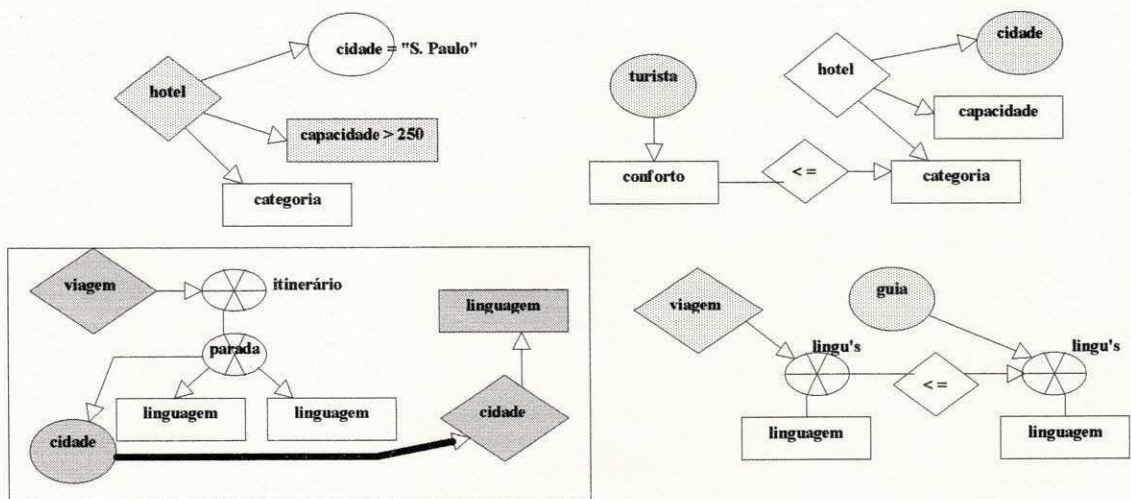 cidade = "S. Paulo"
hotel
capacidade > 250
categoria
turista
hotel
cidade
capacidade
conforto
< =
categoria
viagem
itinerário
parada
linguagem
linguagem
cidade
linguagem
cidade
viagem
guia
lingu's
< =
lingu's
linguagem
linguagem